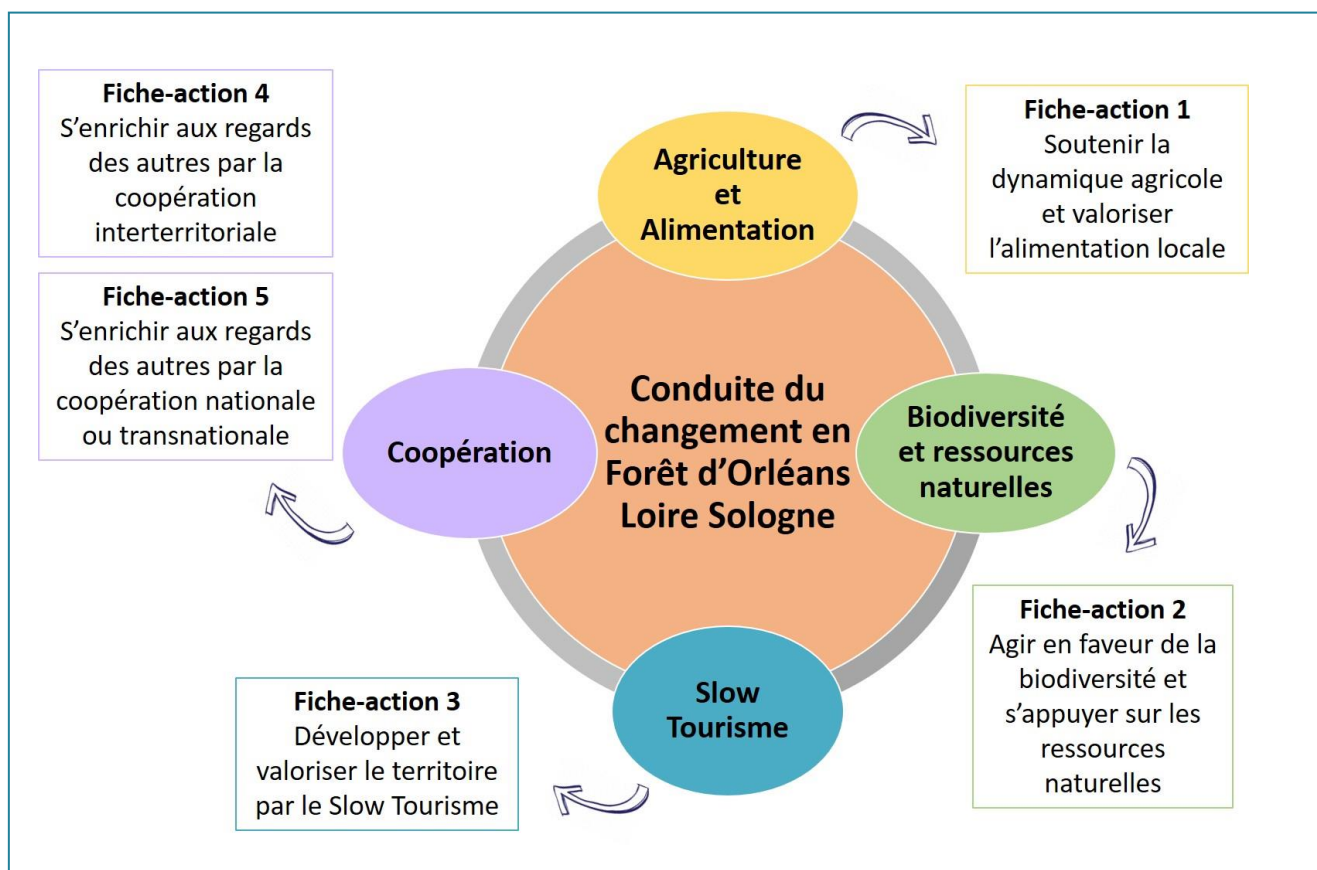 Fiche-action 4
S'enrichir aux regards
des autres par la
coopération
interterritoriale
Fiche-action 5
S'enrichir aux regards
des autres par la
coopération nationale
ou transnationale
Agriculture
et
Alimentation
Fiche-action 1
Soutenir la
dynamique agricole
et valoriser
l'alimentation locale
Coopération
Conduite du
changement en
Forêt d'Orléans
Loire Sologne
Biodiversité
et ressources
naturelles
Fiche-action 3
Développer et
valoriser le territoire
par le Slow Tourisme
Slow
Tourisme
Fiche-action 2
Agir en faveur de la
biodiversité et
s'appuyer sur les
ressources
naturelles